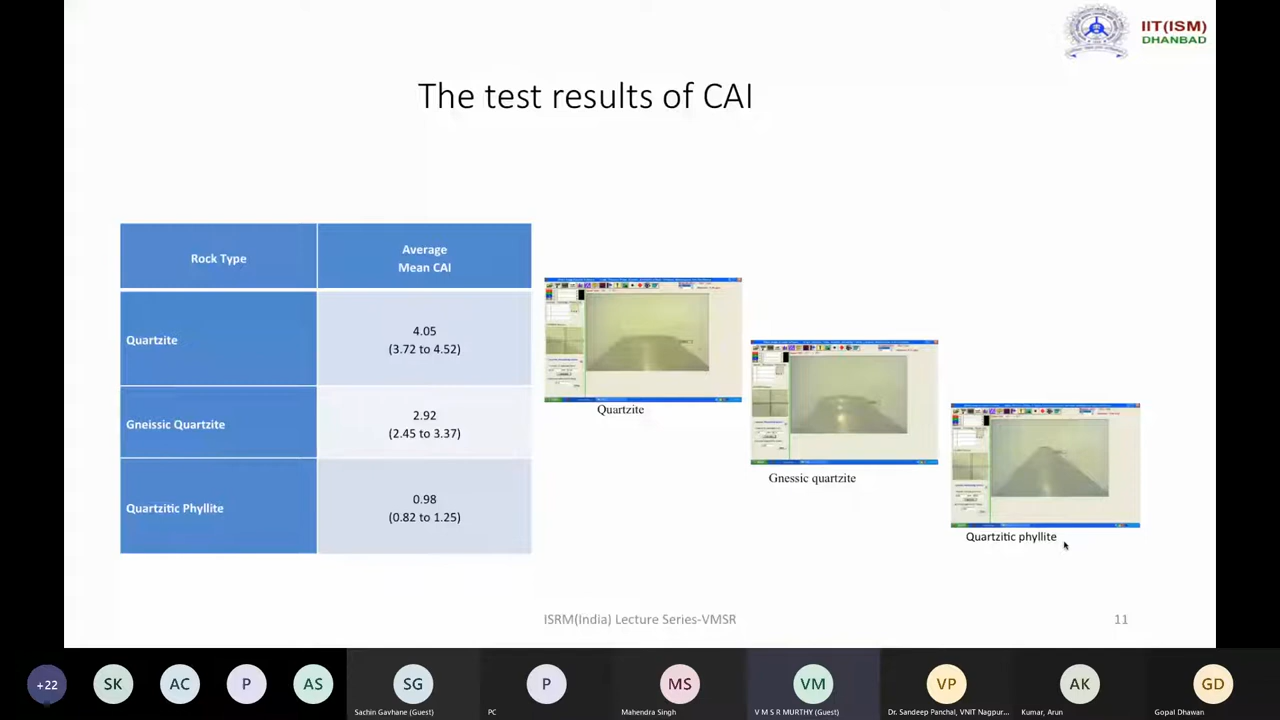 IIT(ISM)
DHANBAD
The test results of CAI
Rock Type
Average
Mean CAI
Quartzite
4.05
(3.72 to 4.52)
Gneissic Quartzite
2.92
(2.45 to 3.37)
Quartzitic Phyllite
0.98
(0.82 to 1.25)
Quartzite
Gnessic quartzite
Quartzitic phyllite
ISRM(India) Lecture Series-VMSR
11
+22
SK
AC
P
AS
SG
P
MS
VM
VP
AK
GD
Sachin Gavhane (Guest)
PC
Mahendra Singh
V M S R MURTHY (Guest)
Dr. Sandeep Panchal, VNIT Nagpur...
Kumar, Arun
Gopal Dhawan